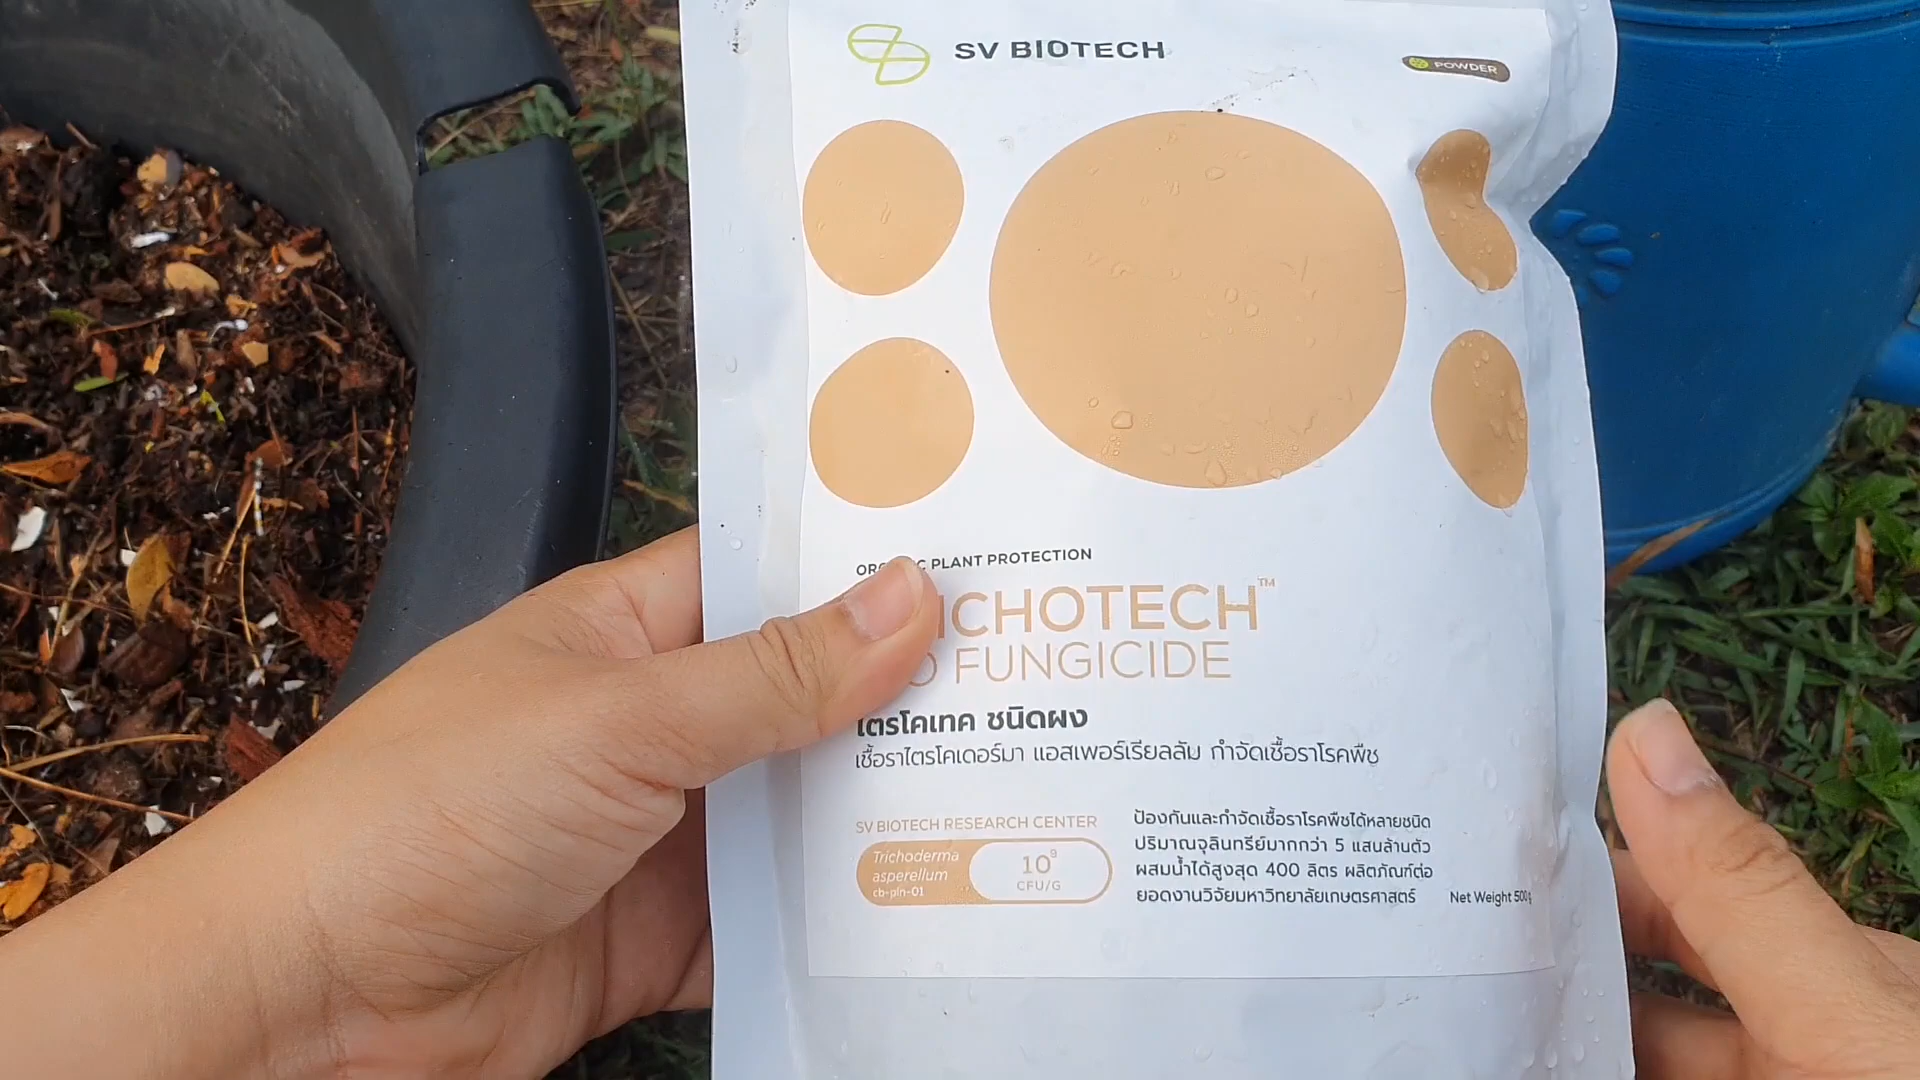 SV BIOTECH
POWDER
PLANT PROTECTION
ICHOTECH™
FUNGICIDE
ไตรโคเทค ชนิดผง
เชื้อราไตรโคเดอร์มา แอสเพอร์เรียลลัม กำจัดเชื้อราโรคพืช
SV BIOTECH RESEARCH CENTER
Trichoderma
asperellum
cb-pin-01
10⁹
CFU/G
ป้องกันและกำจัดเชื้อราโรคพืชได้หลายชนิด
ปริมาณจุลินทรีย์มากกว่า 5 แสนล้านตัว
ผสมน้ำได้สูงสุด 400 ลิตร ผลิตภัณฑ์ต่อ
ยอดงานวิจัยมหาวิทยาลัยเกษตรศาสตร์
Net Weight 500 g